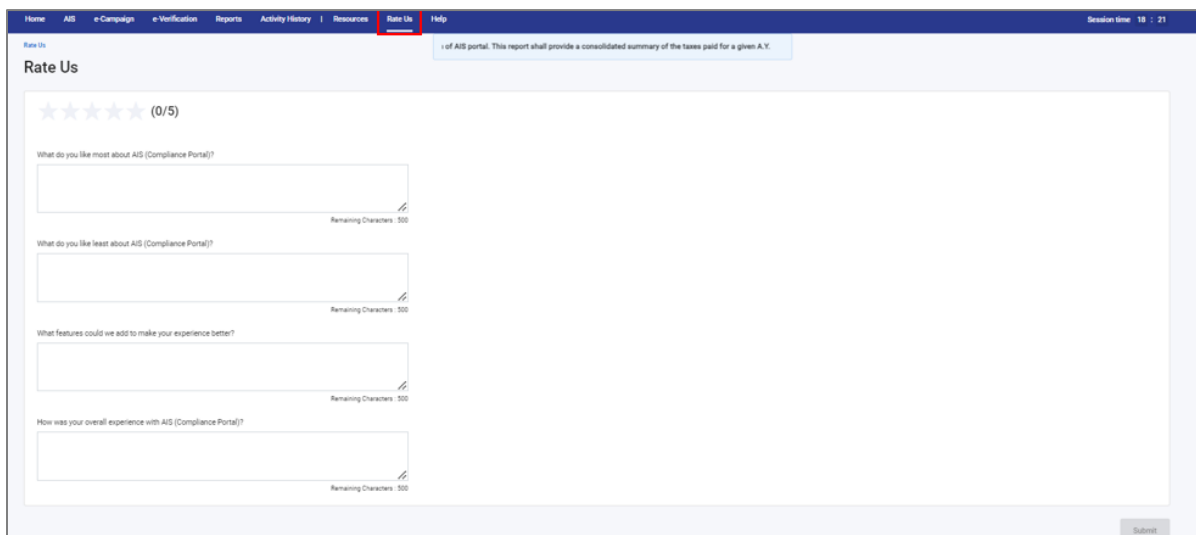 Home AIS e-Campaign e-Verification Reports Activity History | Resources Rate Us Help Session time 18 : 21
Rate Us
of AIS portal. This report shall provide a consolidated summary of the taxes paid for a given A.Y.
Rate Us
(0/5)
What do you like most about AIS (Compliance Portal)?
Remaining Characters : 500
What do you like least about AIS (Compliance Portal)?
Remaining Characters : 500
What features could we add to make your experience better?
Remaining Characters : 500
How was your overall experience with AIS (Compliance Portal)?
Remaining Characters : 500
Submit